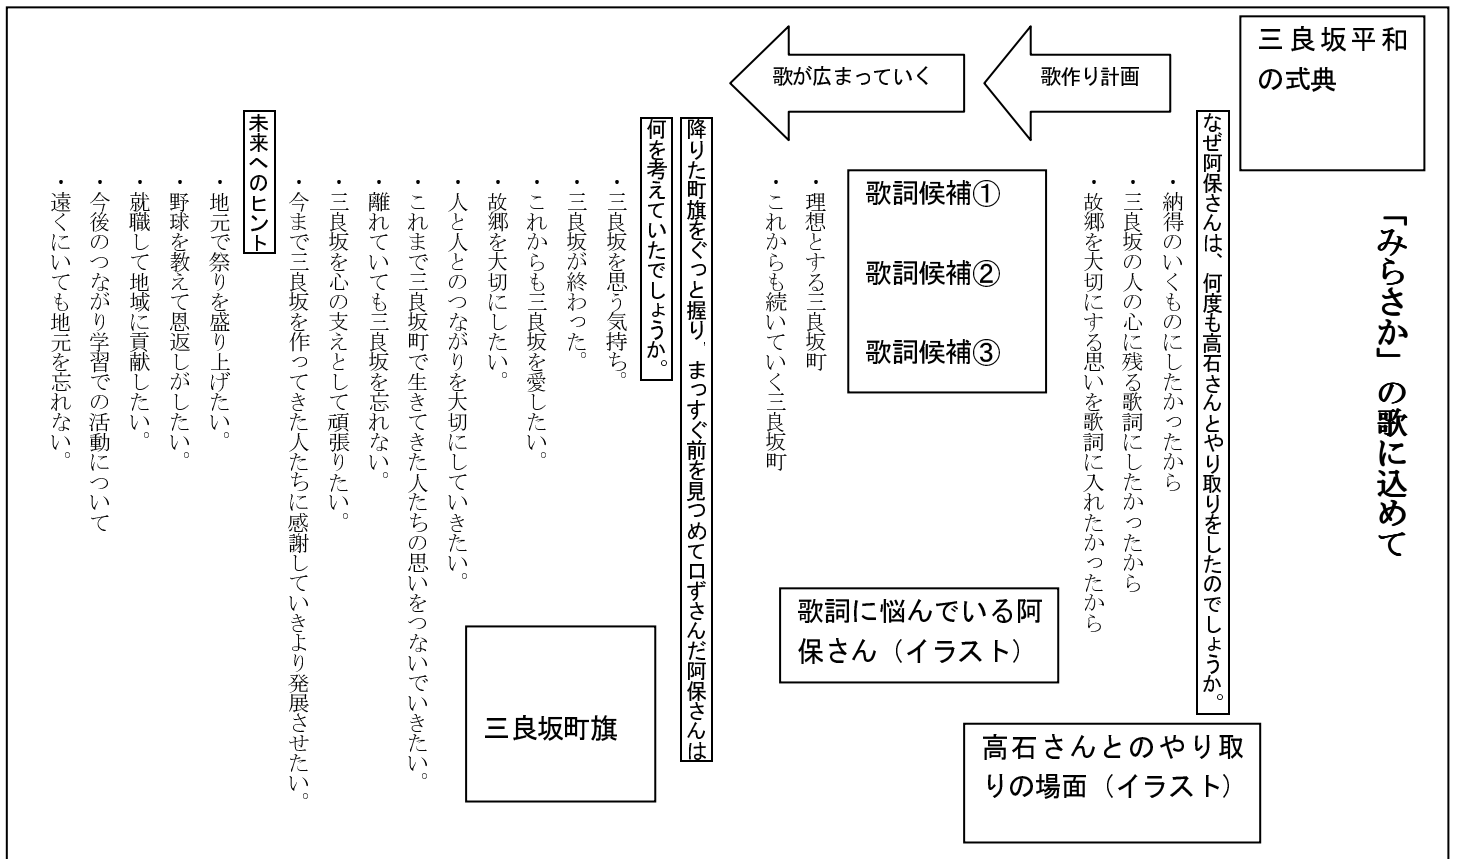 「みらさか」の歌に込めて
三良坂平和
の式典
なぜ阿保さんは、何度も高石さんとやり取りをしたのでしょうか。
・納得のいくものにしたかったから
・三良坂の人の心に残る歌詞にしたかったから
・故郷を大切にする思いを歌詞に入れたかったから
高石さんとのやり取
りの場面（イラスト）
歌作り計画
歌詞候補①
歌詞候補②
歌詞候補③
歌詞に悩んでいる阿
保さん（イラスト）
・理想とする三良坂町
・これからも続いていく三良坂町
歌が広まっていく
降りた町旗をぐっと握り，まっすぐ前を見つめて口ずさんだ阿保さんは
何を考えていたでしょうか。
・三良坂を思う気持ち。
・三良坂が終わった。
・これからも三良坂を愛したい。
・故郷を大切にしたい。
・人と人とのつながりを大切にしていきたい。
・これまで三良坂町で生きてきた人たちの思いをつないでいきたい。
・離れていても三良坂を忘れない。
・三良坂を心の支えとして頑張りたい。
・今まで三良坂を作ってきた人たちに感謝していきより発展させたい。
三良坂町旗
未来へのヒント
・地元で祭りを盛り上げたい。
・野球を教えて恩返しがしたい。
・就職して地域に貢献したい。
・今後のつながり学習での活動について
・遠くにいても地元を忘れない。